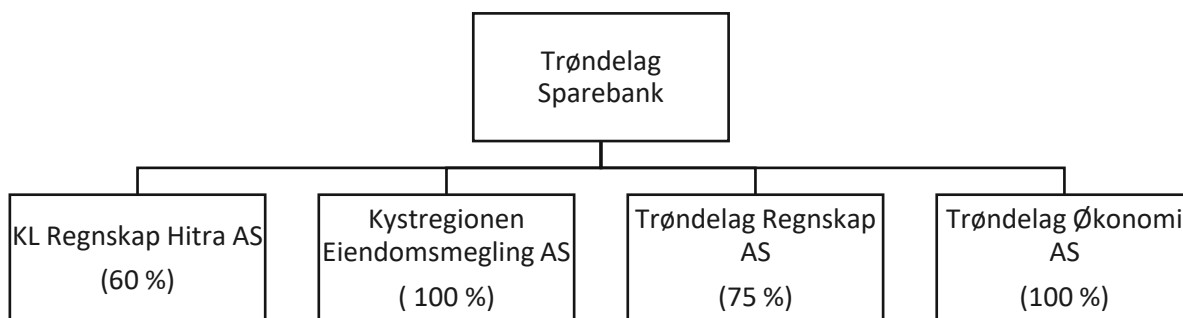 Trøndelag
Sparebank
KL Regnskap Hitra AS
(60 %)
Kystregionen
Eiendomsmegling AS
( 100 %)
Trøndelag Regnskap
AS
(75 %)
Trøndelag Økonomi
AS
(100 %)